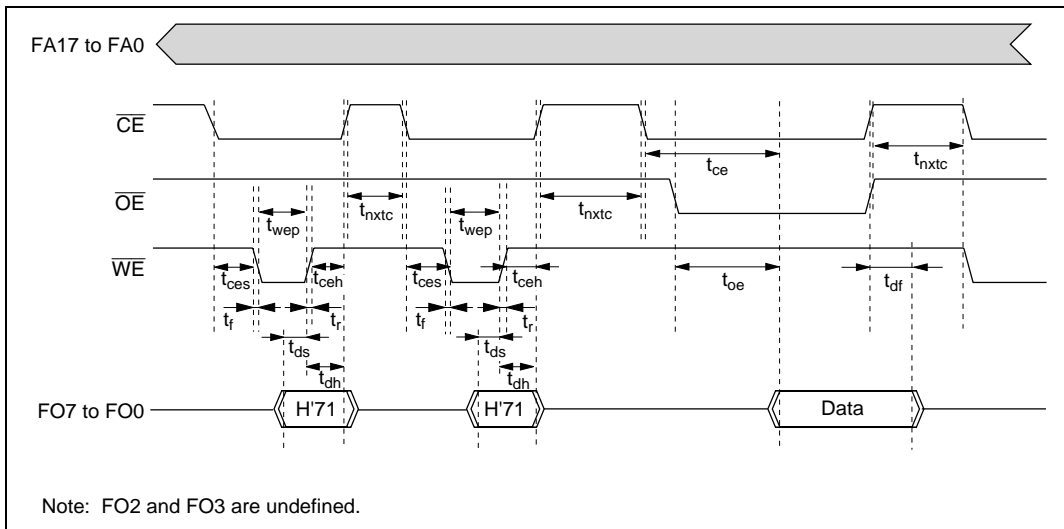 FA17 to FA0
CE
tce
tnxtc
OE
twep
tnxtc
twep
tnxtc
WE
tces
tceh
tces
tceh
toe
tdf
tf
tr
tf
tr
tds
tds
tdh
tdh
FO7 to FO0
H'71
H'71
Data
Note: FO2 and FO3 are undefined.